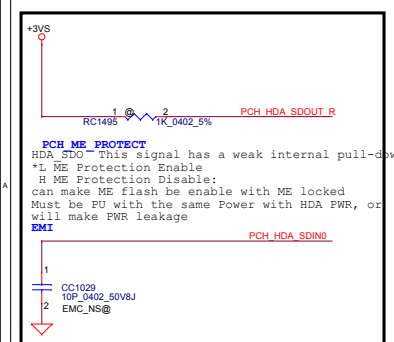 +3VS
1 @ 2 PCH_HDA_SDOUT_R
RC1495 1K_0402_5%
PCH_ME_PROTECT
HDA_SDO This signal has a weak internal pull-dow
*L ME Protection Enable
H ME Protection Disable:
can make ME flash be enable with ME locked
A
Must be PU with the same Power with HDA PWR, or
will make PWR leakage
EMI
PCH_HDA_SDIN0
1
CC1029
10P_0402_50V8J
2 EMC_NS@